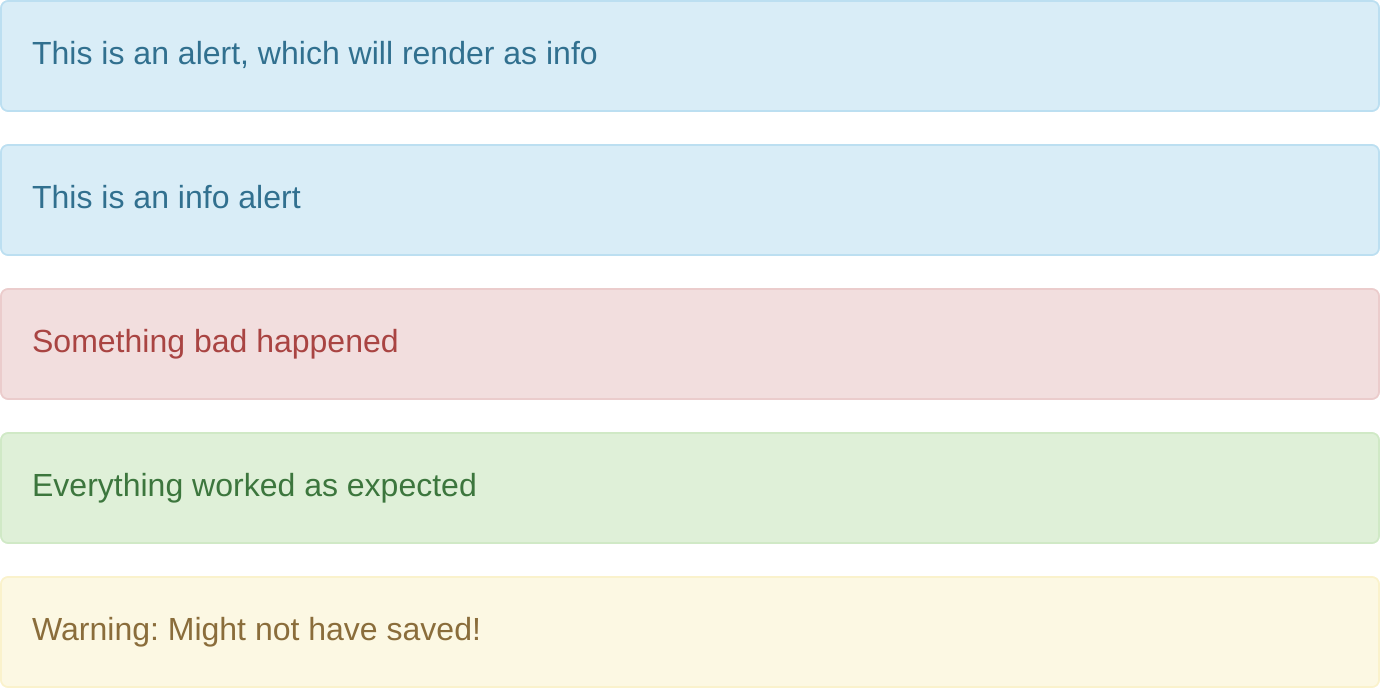 This is an alert, which will render as info
This is an info alert
Something bad happened
Everything worked as expected
Warning: Might not have saved!